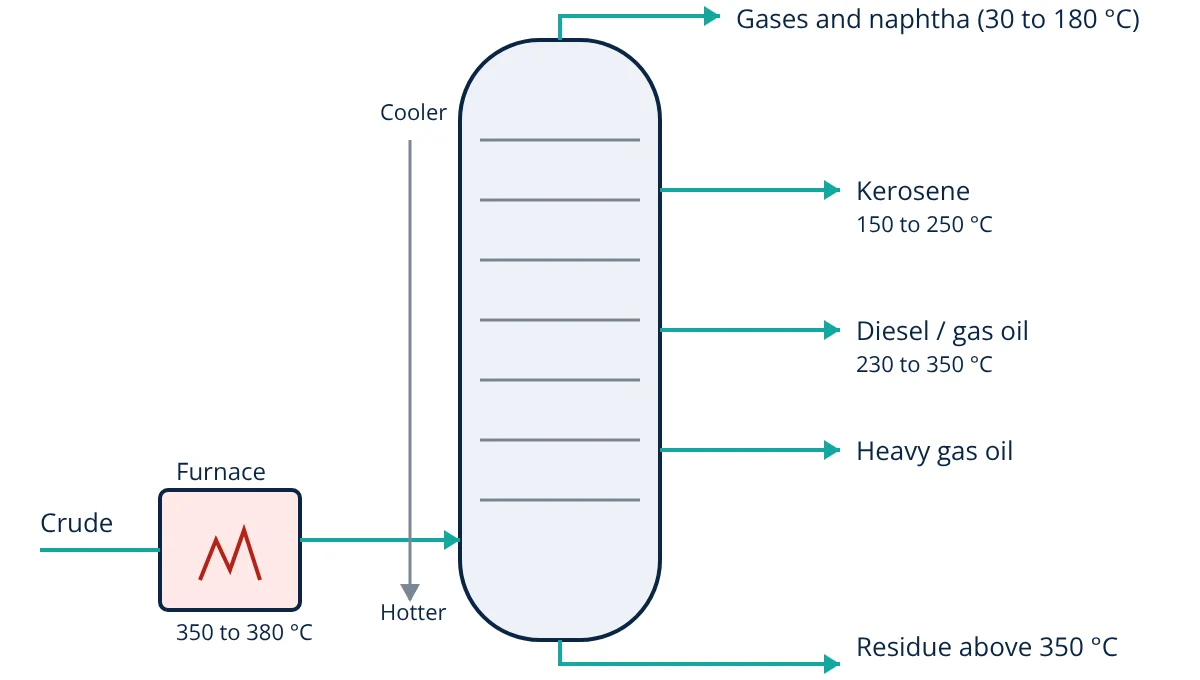 Gases and naphtha (30 to 180 °C)
Cooler
Kerosene
150 to 250 °C
Diesel / gas oil
230 to 350 °C
Heavy gas oil
Furnace
Crude
350 to 380 °C
Hotter
Residue above 350 °C